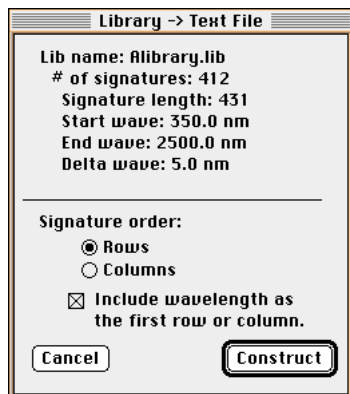 Library -> Text File
Lib name: Alibrary.lib
# of signatures: 412
Signature length: 431
Start wave: 350.0 nm
End wave: 2500.0 nm
Delta wave: 5.0 nm
Signature order:
Rows
Columns
Include wavelength as
the first row or column.
Cancel
Construct